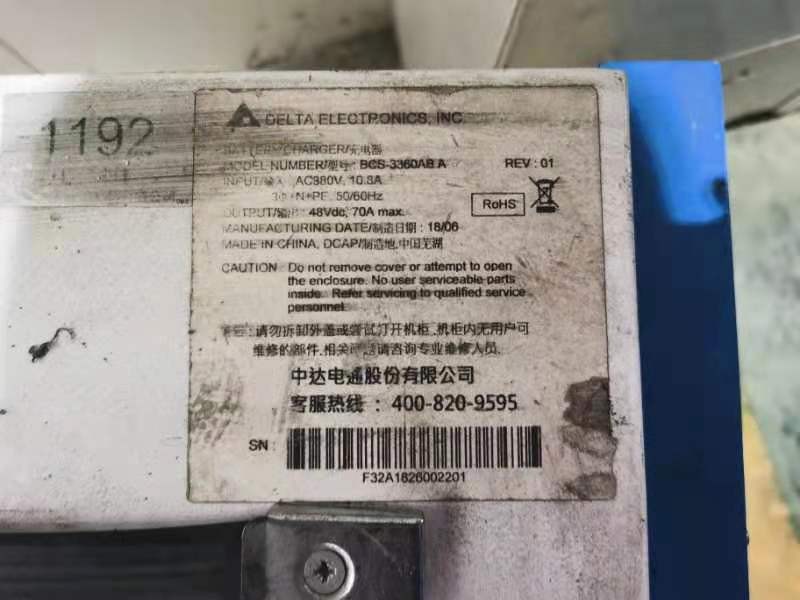 1192
DELTA ELECTRONICS, INC.
BATTERY CHARGER/充电器
MODEL NUMBER/型号: BCS-3360AB A REV : 01
INPUT/输入: AC380V, 10.8A
3Φ+N+PE, 50/60Hz
OUTPUT/输出: 48Vdc, 70A max.
RoHS
MANUFACTURING DATE/制造日期 : 18/06
MADE IN CHINA, DCAP/制造地.中国芜湖
CAUTION : Do not remove cover or attempt to open
the enclosure. No user serviceable parts
inside. Refer servicing to qualified service
personnel.
请勿拆卸外盖或尝试打开机柜.机柜内无用户可
维修的部件.相关 请咨询专业维修人员.
中达电通股份有限公司
客服热线 : 400-820-9595
SN :
F32A1826002201